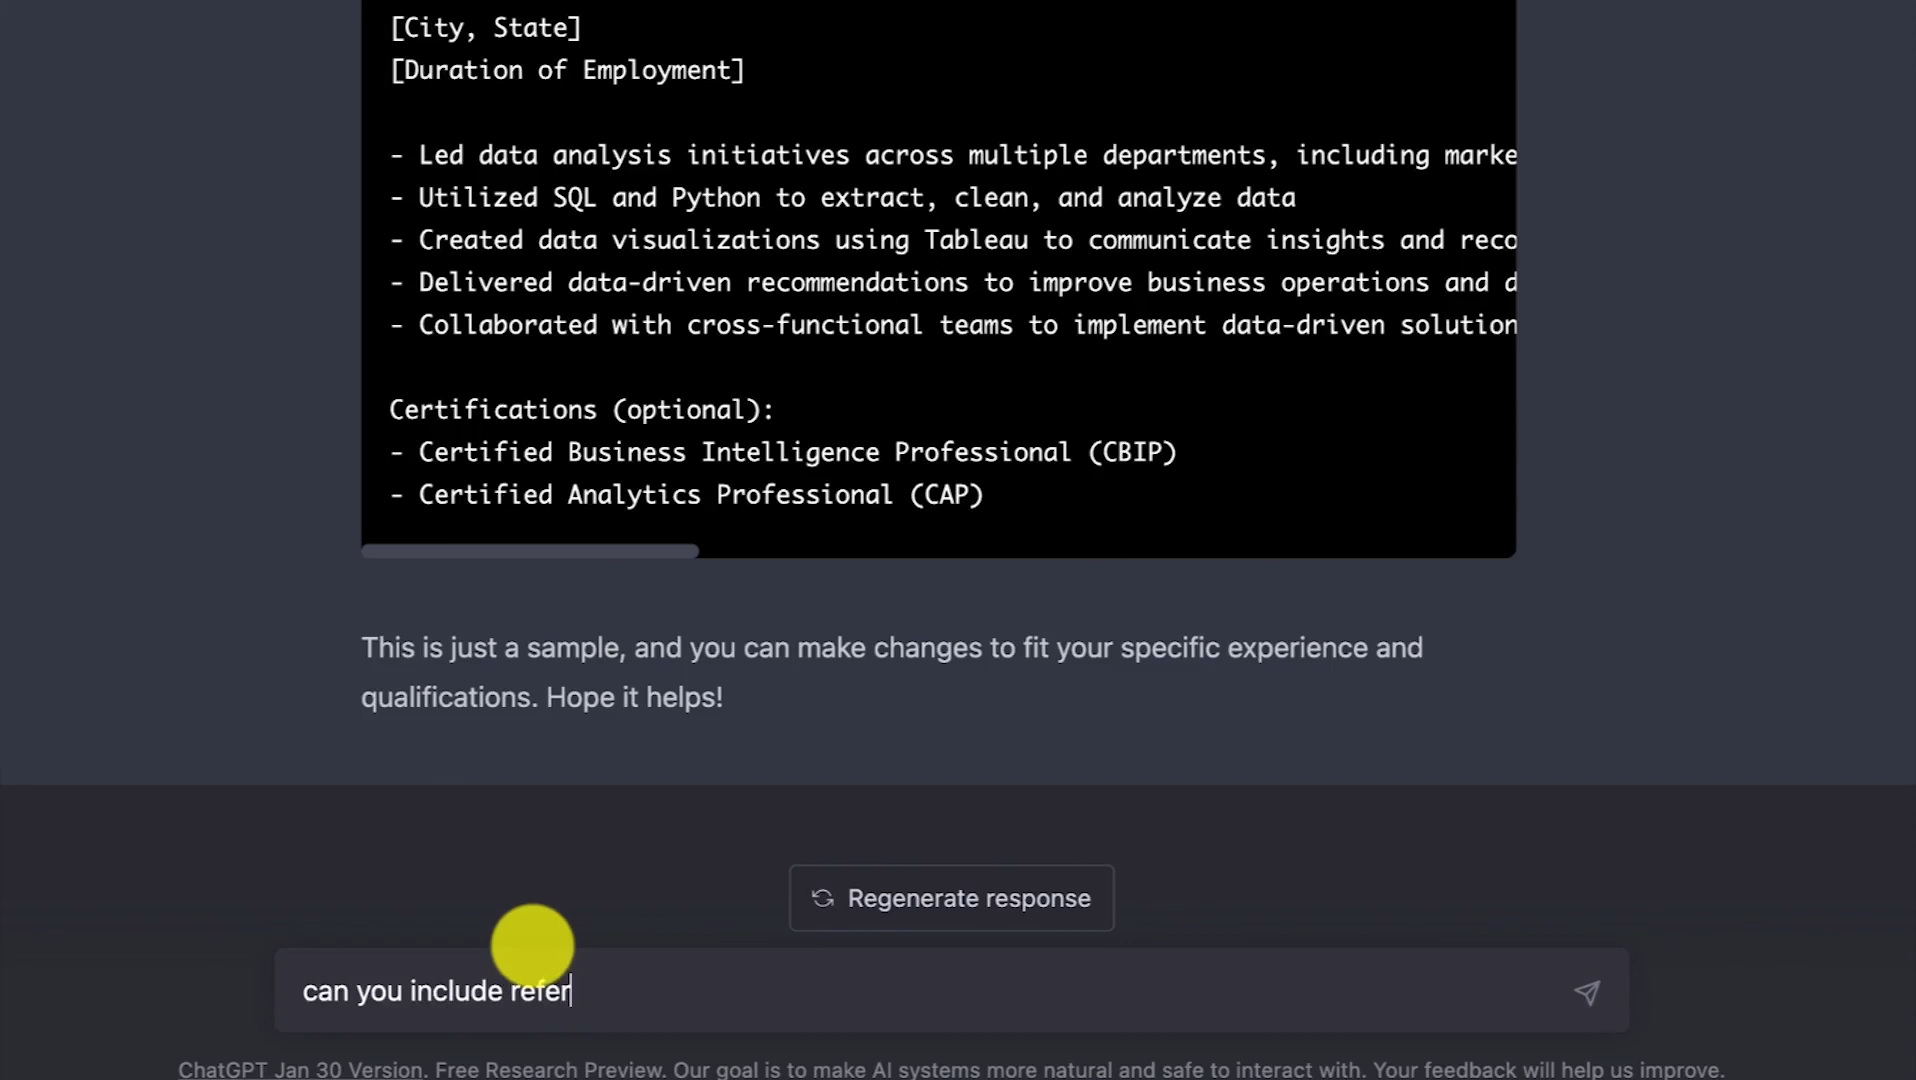 [City, State]
[Duration of Employment]
- Led data analysis initiatives across multiple departments, including marke
- Utilized SQL and Python to extract, clean, and analyze data
- Created data visualizations using Tableau to communicate insights and reco
- Delivered data-driven recommendations to improve business operations and d
- Collaborated with cross-functional teams to implement data-driven solution
Certifications (optional):
- Certified Business Intelligence Professional (CBIP)
- Certified Analytics Professional (CAP)
This is just a sample, and you can make changes to fit your specific experience and
qualifications. Hope it helps!
Regenerate response
can you include refer
ChatGPT Jan 30 Version. Free Research Preview. Our goal is to make AI systems more natural and safe to interact with. Your feedback will help us improve.